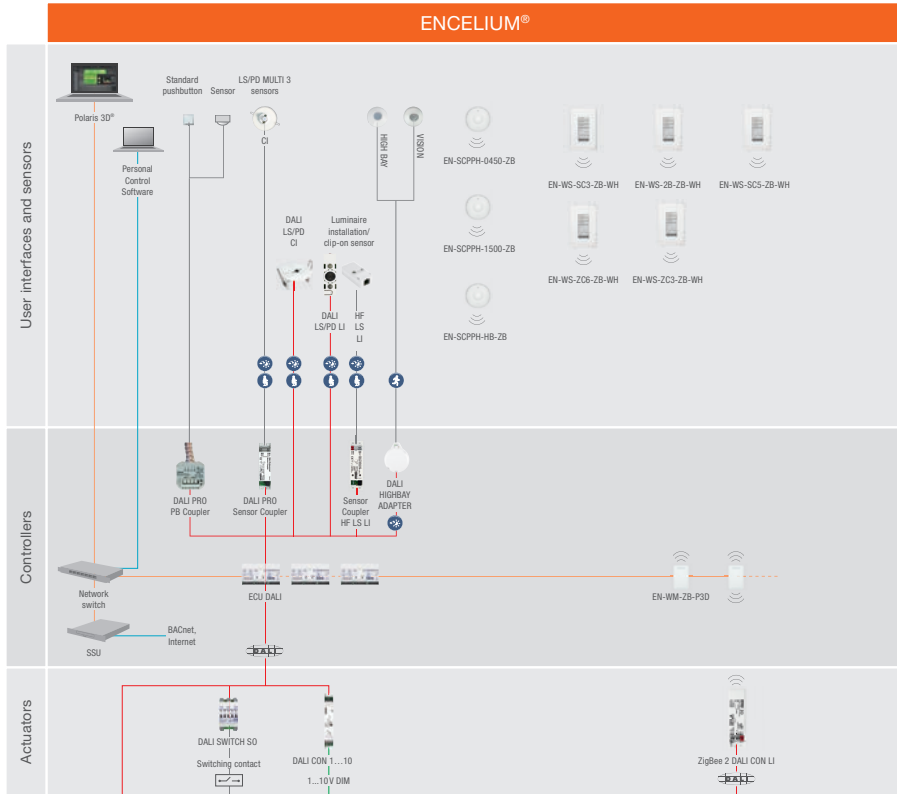 ENCELIUM®
User interfaces and sensors
Polaris 3D®
Personal
Control
Software
Standard
pushbutton
Sensor
LS/PD MULTI 3
sensors
CI
DALI
LS/PD
CI
Luminaire
installation/
clip-on sensor
DALI
LS/PD LI
HF
LS
LI
HIGH BAY
VISION
EN-SCPPH-0450-ZB
EN-SCPPH-1500-ZB
EN-SCPPH-HB-ZB
EN-WS-SC3-ZB-WH
EN-WS-2B-ZB-WH
EN-WS-SC5-ZB-WH
EN-WS-ZC6-ZB-WH
EN-WS-ZC3-ZB-WH
Controllers
DALI PRO
PB Coupler
DALI PRO
Sensor Coupler
Sensor
Coupler
HF LS LI
DALI
HIGHBAY
ADAPTER
Network
switch
ECU DALI
EN-WM-ZB-P3D
SSU
BACnet,
Internet
DALI
Actuators
DALI SWITCH SO
Switching contact
DALI CON 1…10
1...10V DIM
ZigBee 2 DALI CON LI
DALI